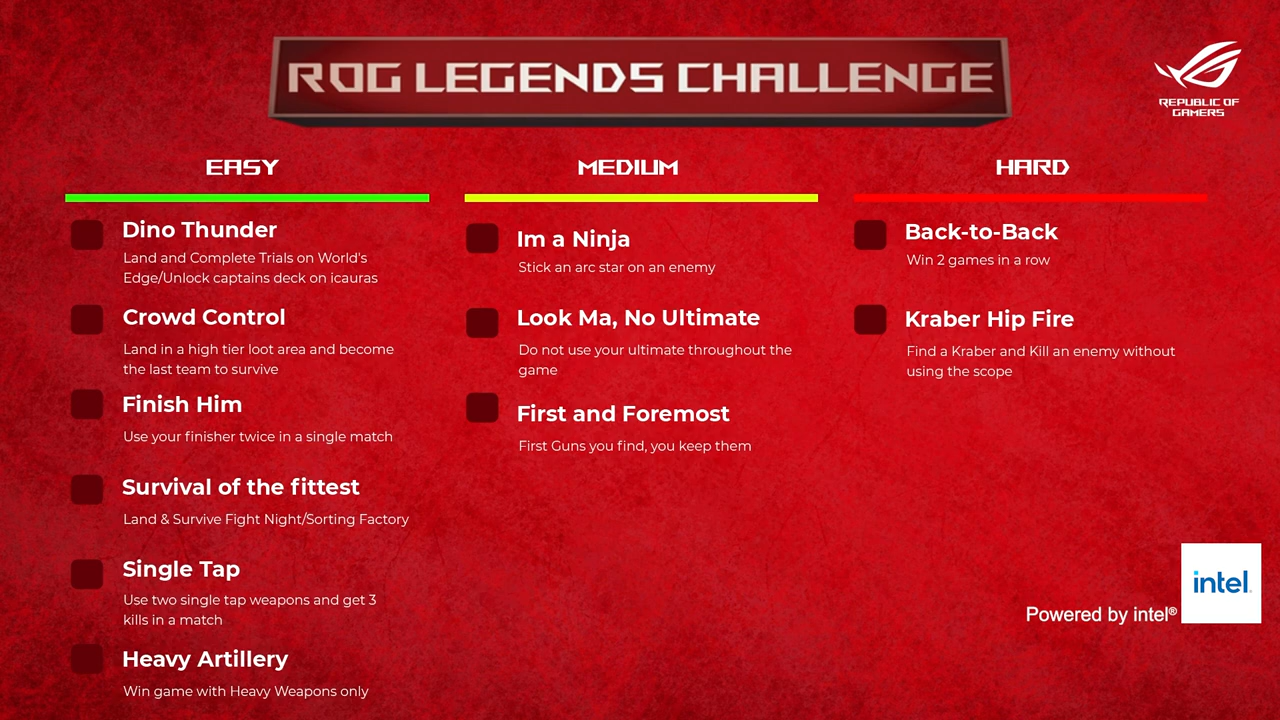 ROG LEGENDS CHALLENGE
REPUBLIC OF
GAMERS
EASY
Dino Thunder
Land and Complete Trials on World's
Edge/Unlock captains deck on icauras
Crowd Control
Land in a high tier loot area and become
the last team to survive
Finish Him
Use your finisher twice in a single match
Survival of the fittest
Land & Survive Fight Night/Sorting Factory
Single Tap
Use two single tap weapons and get 3
kills in a match
Heavy Artillery
Win game with Heavy Weapons only
MEDIUM
Im a Ninja
Stick an arc star on an enemy
Look Ma, No Ultimate
Do not use your ultimate throughout the
game
First and Foremost
First Guns you find, you keep them
HARD
Back-to-Back
Win 2 games in a row
Kraber Hip Fire
Find a Kraber and Kill an enemy without
using the scope
Powered by intel®
intel.